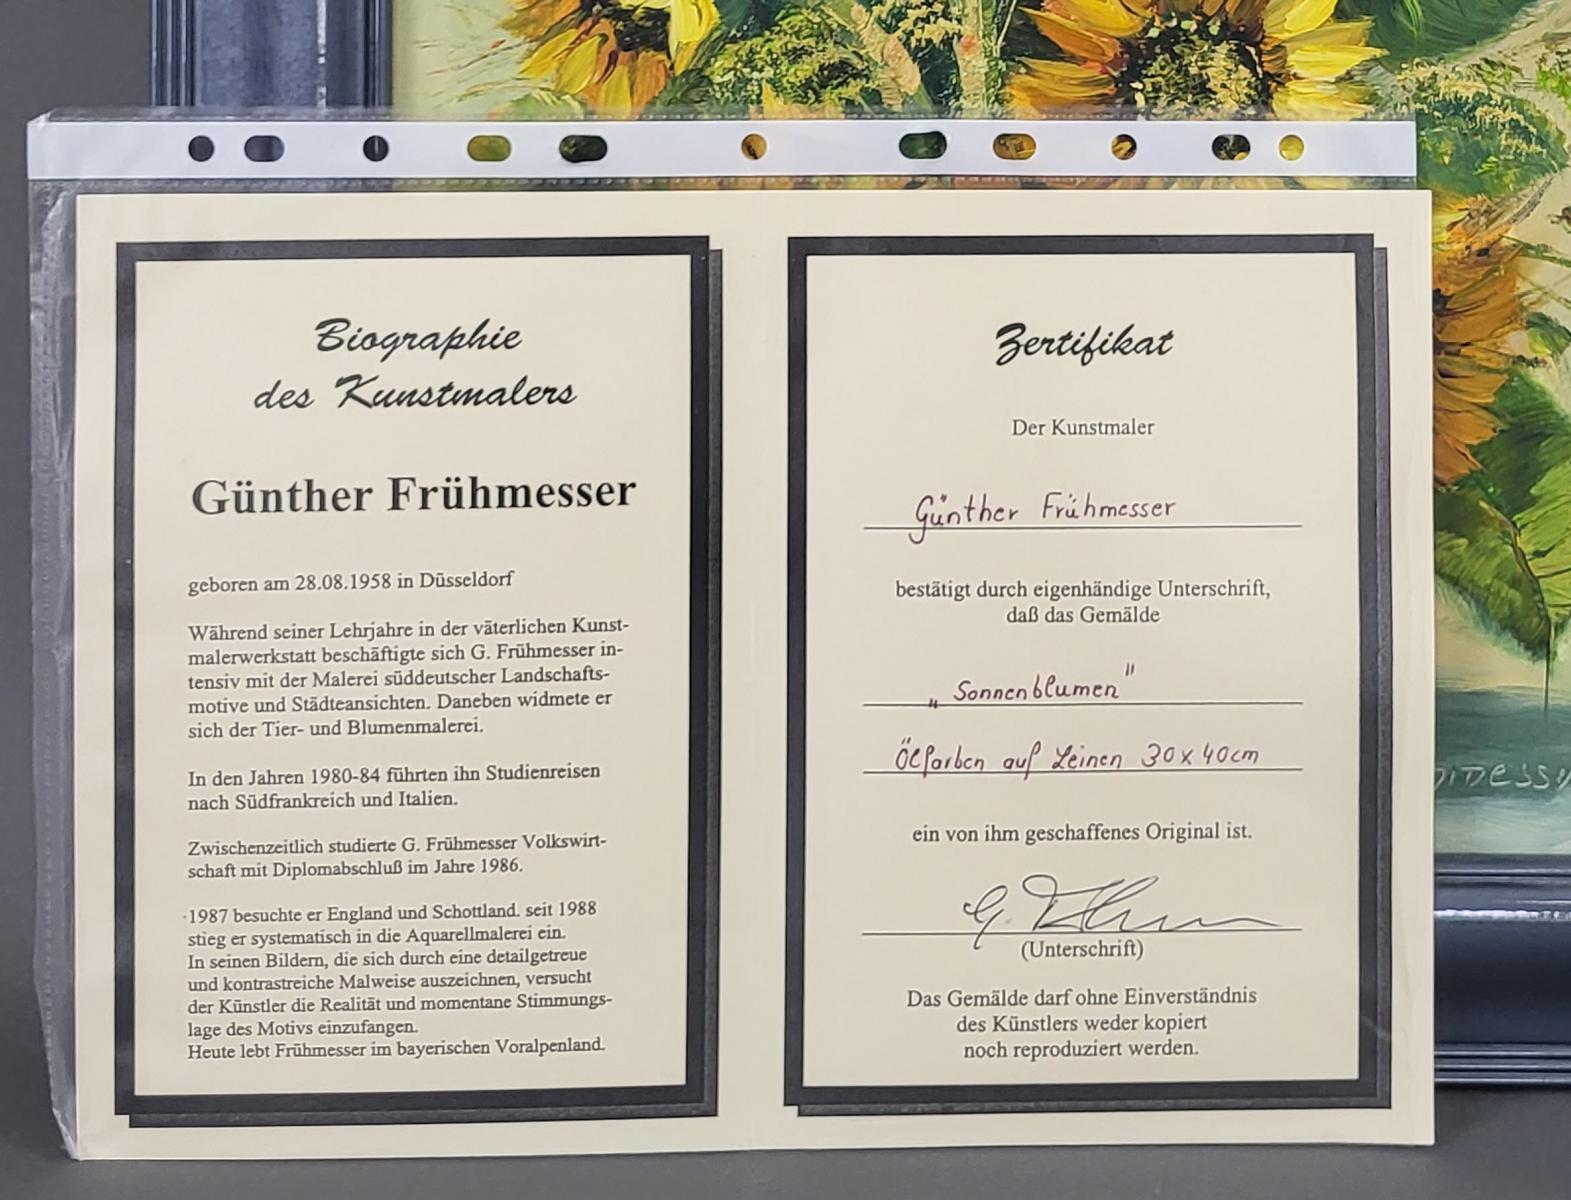 Biographie
des Kunstmalers
Günther Frühmesser
geboren am 28.08.1958 in Düsseldorf
Während seiner Lehrjahre in der väterlichen Kunst-
malerwerkstatt beschäftigte sich G. Frühmesser in-
tensiv mit der Malerei süddeutscher Landschafts-
motive und Städteansichten. Daneben widmete er
sich der Tier- und Blumenmalerei.
In den Jahren 1980-84 führten ihn Studienreisen
nach Südfrankreich und Italien.
Zwischenzeitlich studierte G. Frühmesser Volkswirt-
schaft mit Diplomabschluß im Jahre 1986.
1987 besuchte er England und Schottland. seit 1988
stieg er systematisch in die Aquarellmalerei ein.
In seinen Bildern, die sich durch eine detailgetreue
und kontrastreiche Malweise auszeichnen, versucht
der Künstler die Realität und momentane Stimmungs-
lage des Motivs einzufangen.
Heute lebt Frühmesser im bayerischen Voralpenland.
Zertifikat
Der Kunstmaler
Günther Frühmesser
bestätigt durch eigenhändige Unterschrift,
daß das Gemälde
„Sonnenblumen"
Ölfarben auf Leinen 30 x 40 cm
ein von ihm geschaffenes Original ist.
(Unterschrift)
Das Gemälde darf ohne Einverständnis
des Künstlers weder kopiert
noch reproduziert werden.